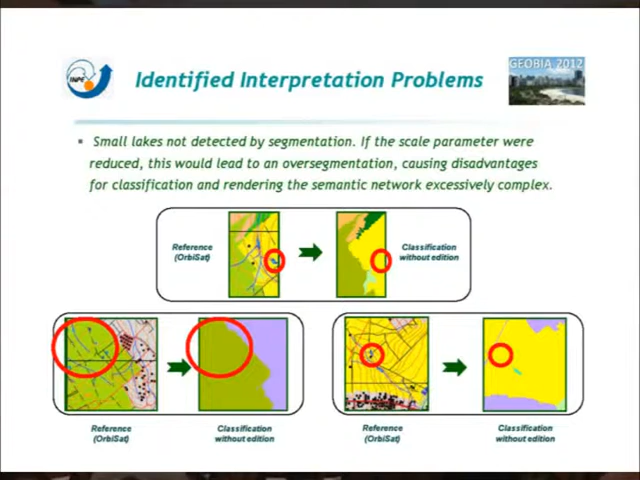 INPE
Identified Interpretation Problems
GEOBIA 2012
Small lakes not detected by segmentation. If the scale parameter were
reduced, this would lead to an oversegmentation, causing disadvantages
for classification and rendering the semantic network excessively complex.
Reference
(OrbiSat)
Classification
without edition
Reference
(OrbiSat)
Classification
without edition
Reference
(OrbiSat)
Classification
without edition